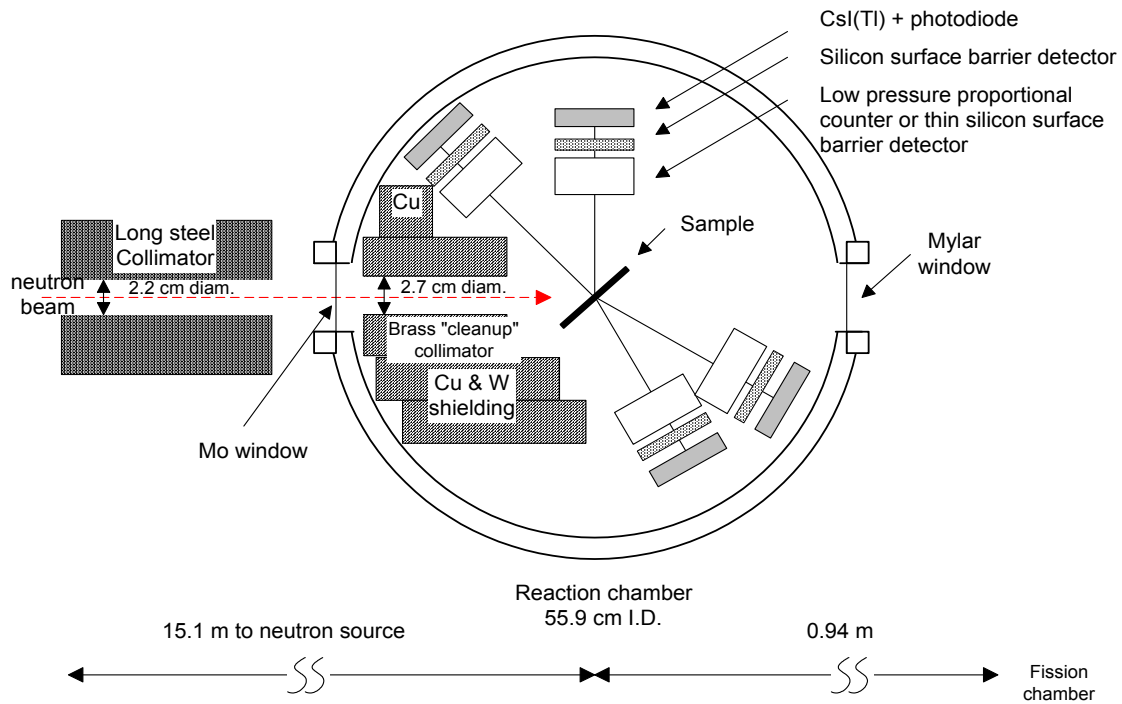 CsI(Tl) + photodiode
Silicon surface barrier detector
Low pressure proportional
counter or thin silicon surface
barrier detector
Cu
Sample
Long steel
Collimator
Mylar
window
neutron
beam
2.2 cm diam.
2.7 cm diam.
Brass "cleanup"
collimator
Cu & W
shielding
Mo window
Reaction chamber
55.9 cm I.D.
15.1 m to neutron source
0.94 m
Fission
chamber